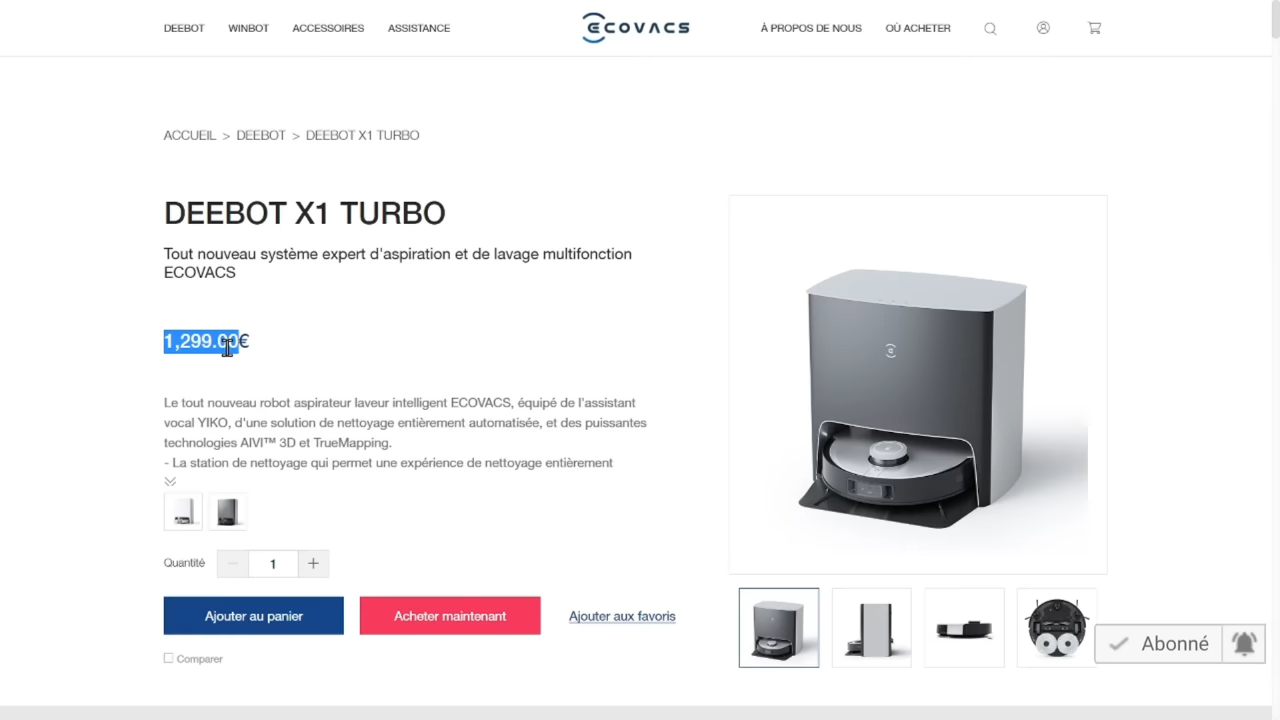 DEEBOT WINBOT ACCESSOIRES ASSISTANCE ECOVACS À PROPOS DE NOUS OÙ ACHETER
ACCUEIL > DEEBOT > DEEBOT X1 TURBO
DEEBOT X1 TURBO
Tout nouveau système expert d'aspiration et de lavage multifonction
ECOVACS
1,299.00€
Le tout nouveau robot aspirateur laveur intelligent ECOVACS, équipé de l'assistant
vocal YIKO, d'une solution de nettoyage entièrement automatisée, et des puissantes
technologies AIVI™ 3D et TrueMapping.
- La station de nettoyage qui permet une expérience de nettoyage entièrement
Quantité − 1 +
Ajouter au panier Acheter maintenant Ajouter aux favoris
Comparer
Abonné